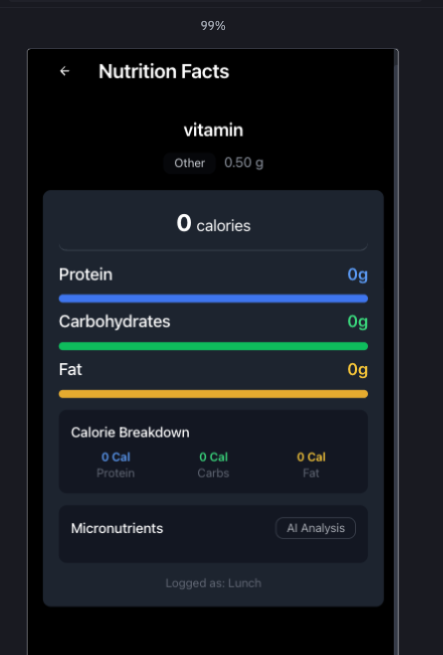 99%
← Nutrition Facts
vitamin
Other 0.50 g
0 calories
Protein 0g
Carbohydrates 0g
Fat 0g
Calorie Breakdown
0 Cal 0 Cal 0 Cal
Protein Carbs Fat
Micronutrients AI Analysis
Logged as: Lunch